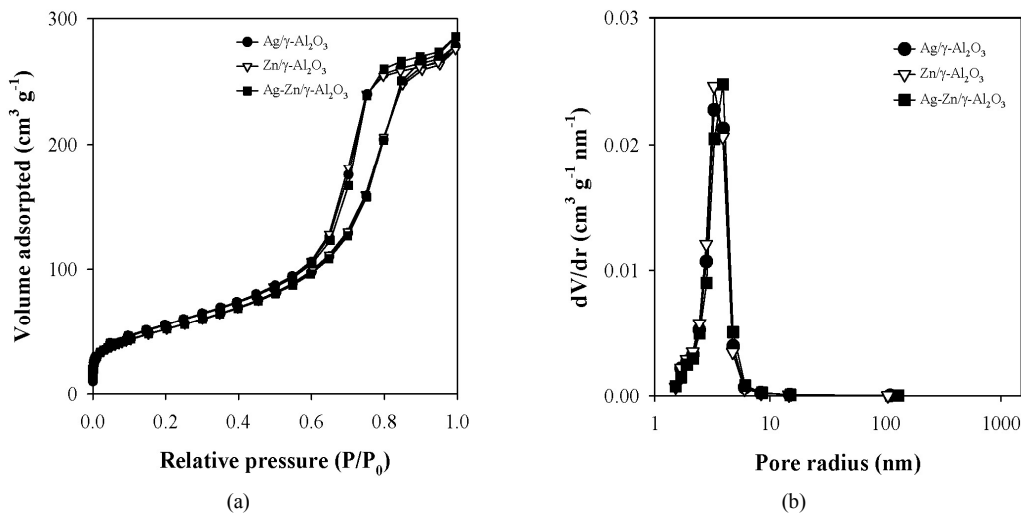 300
200
100
0
Volume adsorpted (cm³ g⁻¹)
Ag/γ-Al₂O₃
Zn/γ-Al₂O₃
Ag-Zn/γ-Al₂O₃
0.0 0.2 0.4 0.6 0.8 1.0
Relative pressure (P/P₀)
(a)
0.03
0.02
0.01
0.00
dV/dr (cm³ g⁻¹ nm⁻¹)
Ag/γ-Al₂O₃
Zn/γ-Al₂O₃
Ag-Zn/γ-Al₂O₃
1 10 100 1000
Pore radius (nm)
(b)